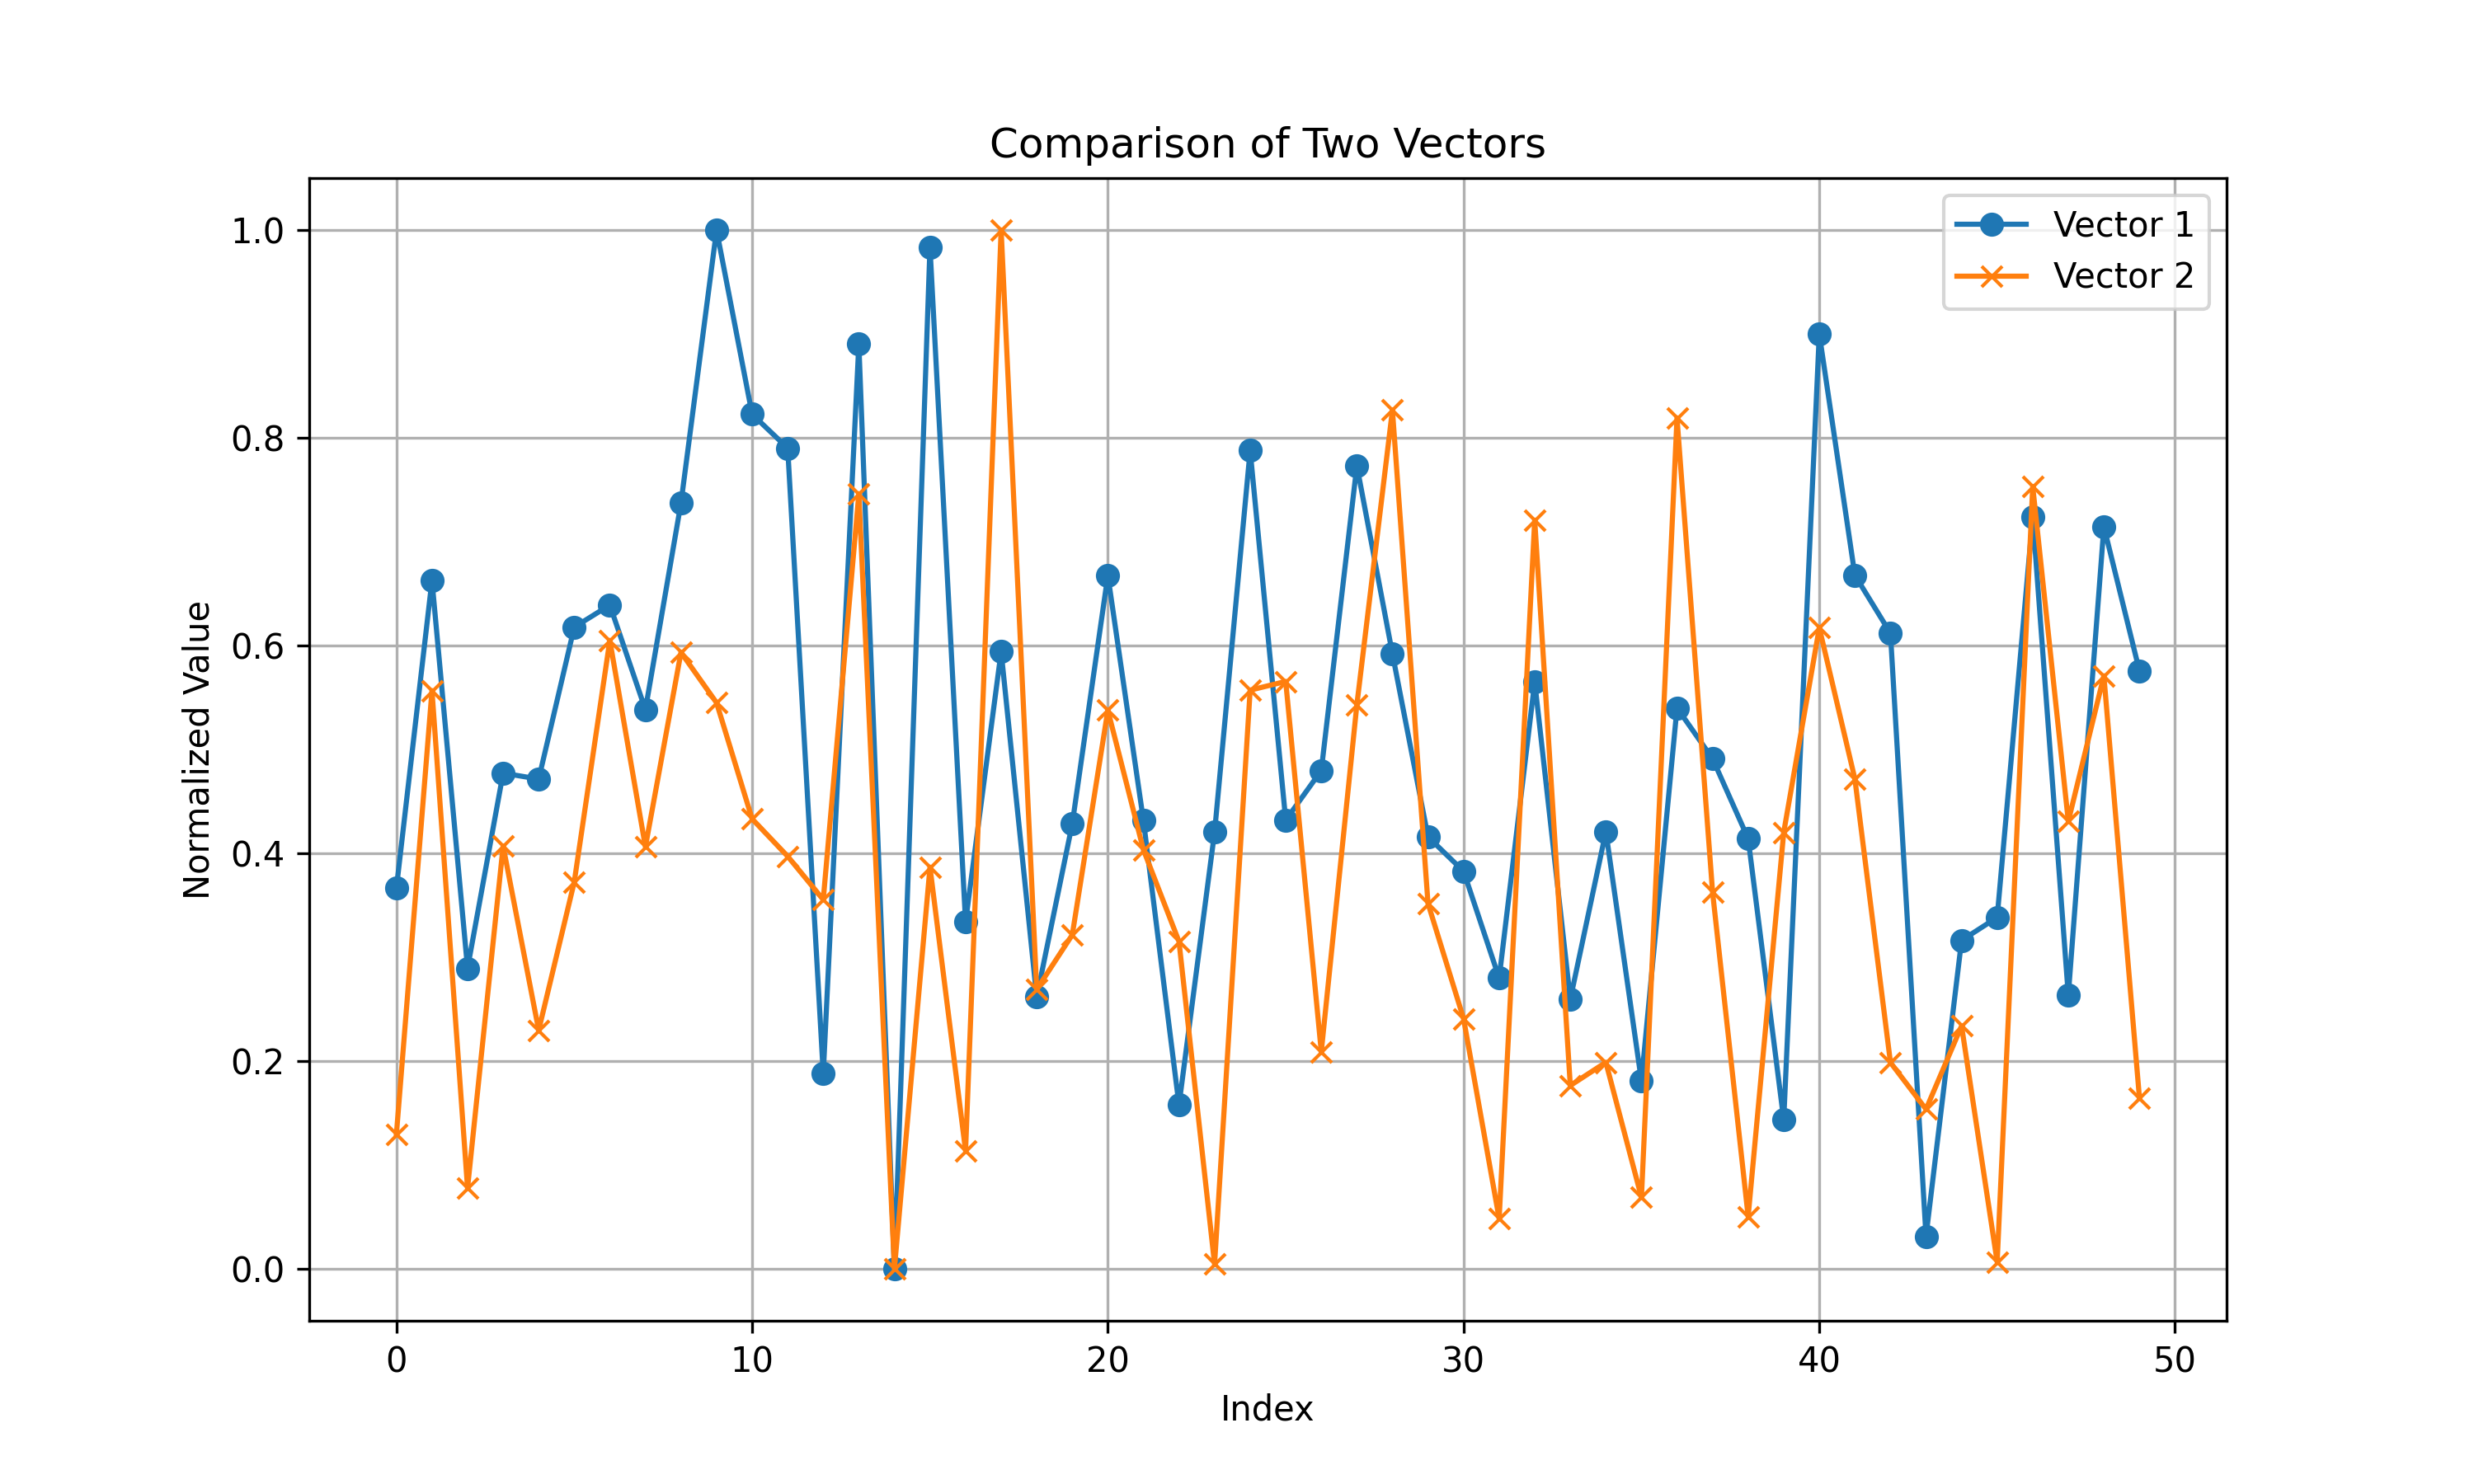 Comparison of Two Vectors
Vector 1
Vector 2
Normalized Value
1.0
0.8
0.6
0.4
0.2
0.0
0 10 20 30 40 50
Index